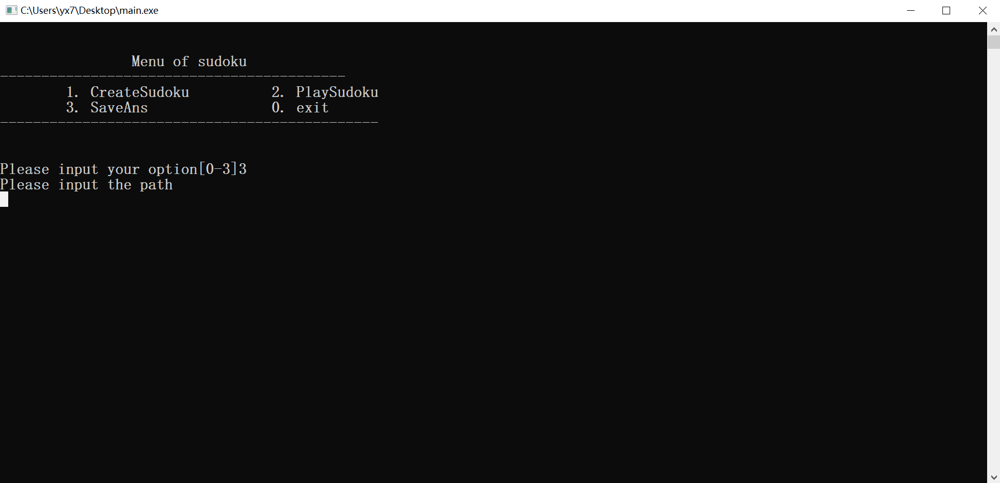 C:\Users\yx7\Desktop\main.exe
Menu of sudoku
------------------------------------------
1. CreateSudoku 2. PlaySudoku
3. SaveAns 0. exit
----------------------------------------------
Please input your option[0-3]3
Please input the path